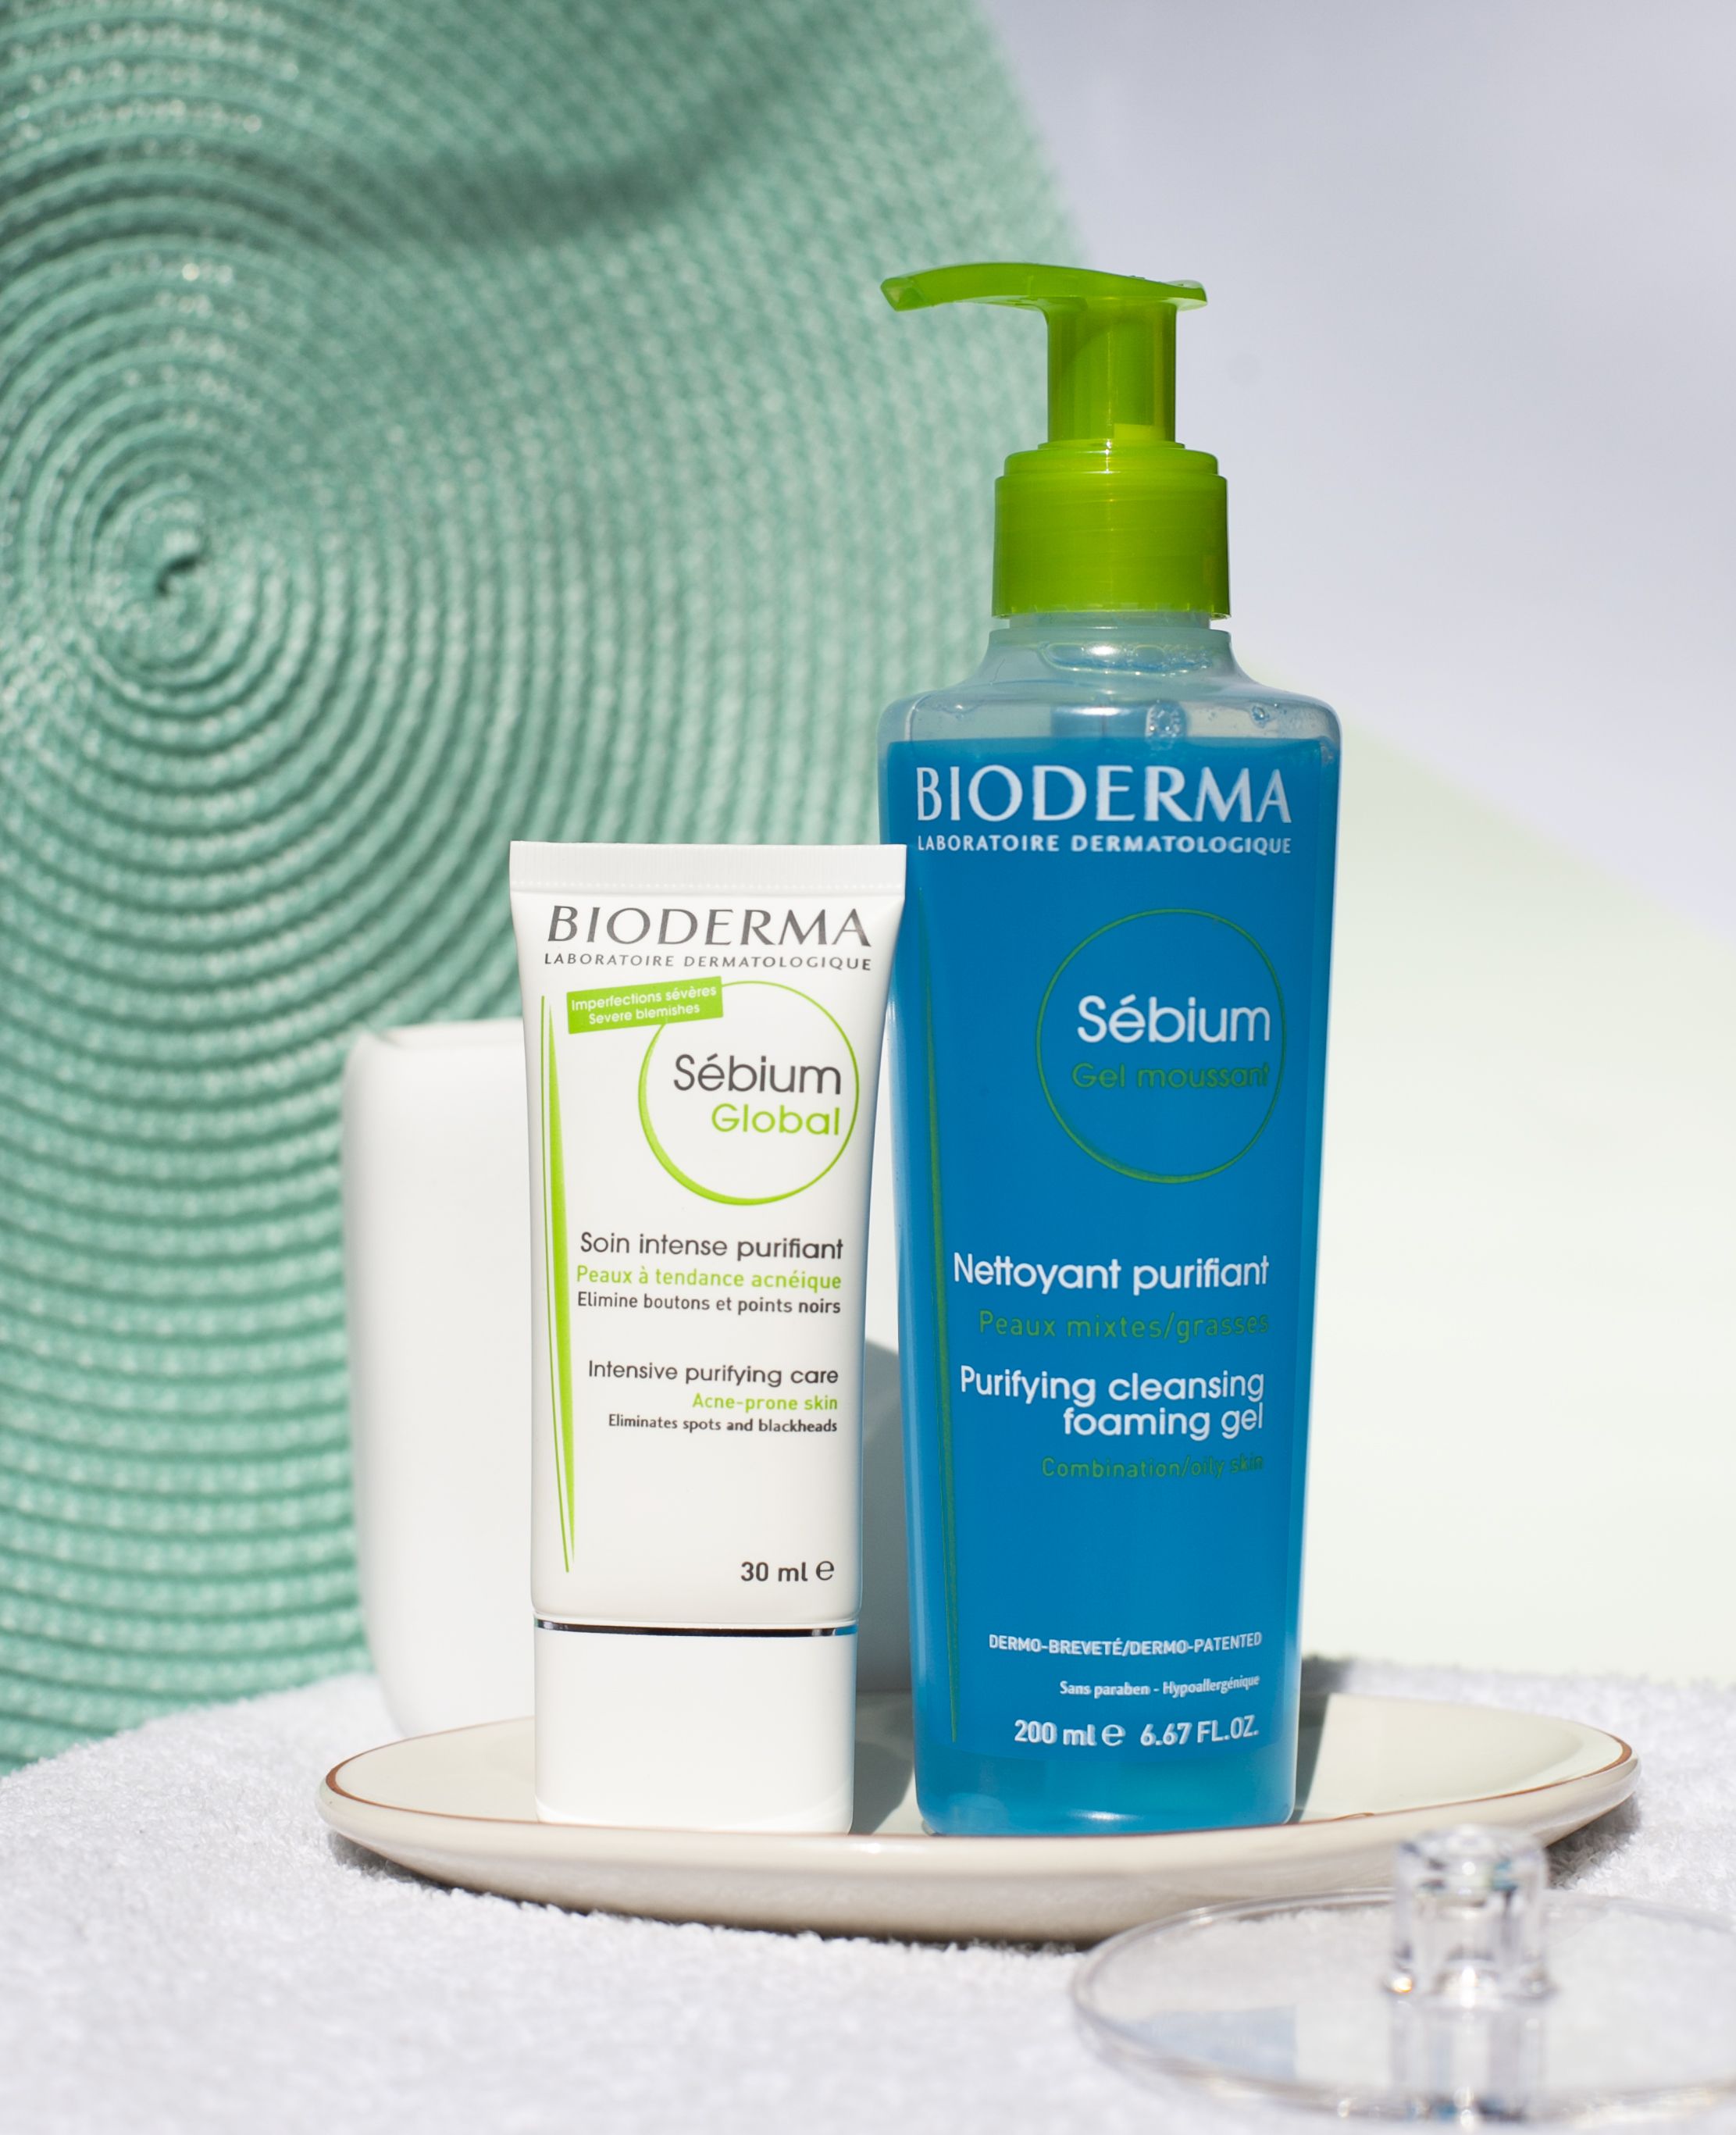 BIODERMA
LABORATOIRE DERMATOLOGIQUE
Imperfections sévères
Severe blemishes
Sébium
Global
Soin intense purifiant
Peaux à tendance acnéique
Elimine boutons et points noirs
Intensive purifying care
Acne-prone skin
Eliminates spots and blackheads
30 ml ℮
BIODERMA
LABORATOIRE DERMATOLOGIQUE
Sébium
Gel moussant
Nettoyant purifiant
Peaux mixtes/grasses
Purifying cleansing
foaming gel
Combination/oily skin
DERMO-BREVETÉ/DERMO-PATENTED
Sans paraben - Hypoallergénique
200 ml ℮ 6.67 FL.OZ.